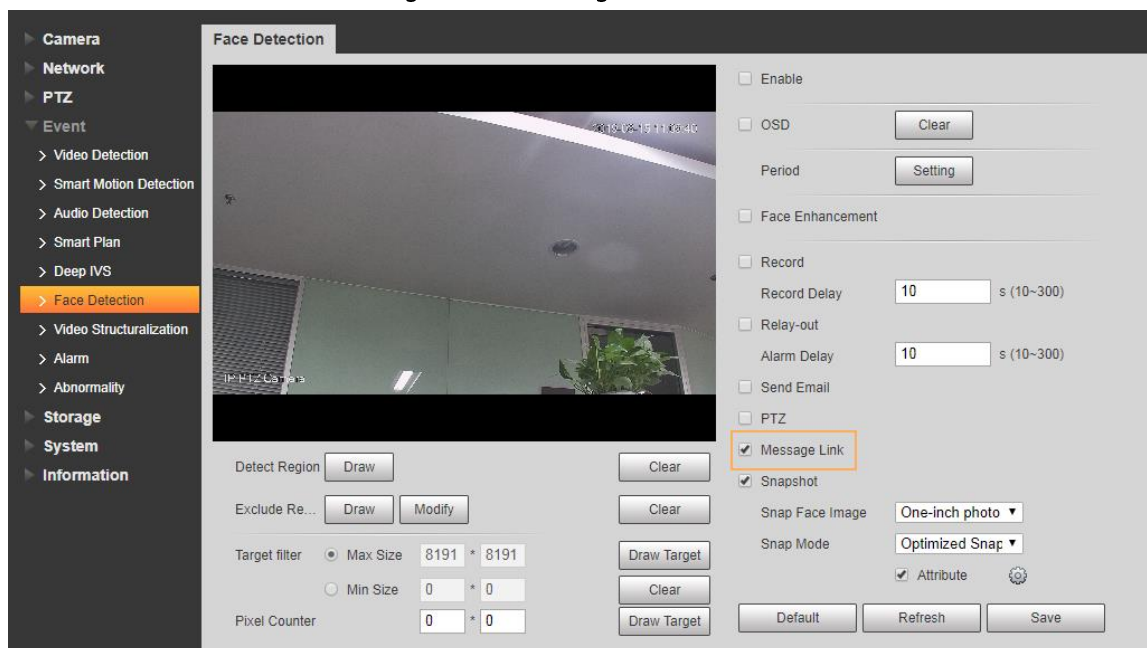 Camera
Network
PTZ
Event
Video Detection
Smart Motion Detection
Audio Detection
Smart Plan
Deep IVS
Face Detection
Video Structuralization
Alarm
Abnormality
Storage
System
Information
Face Detection
IP PTZ Camera
Detect Region Draw Clear
Exclude Re... Draw Modify Clear
Target filter Max Size 8191 * 8191 Draw Target
Min Size 0 * 0 Clear
Pixel Counter 0 * 0 Draw Target
Enable
OSD Clear
Period Setting
Face Enhancement
Record
Record Delay 10 s (10~300)
Relay-out
Alarm Delay 10 s (10~300)
Send Email
PTZ
Message Link
Snapshot
Snap Face Image One-inch photo
Snap Mode Optimized Snap
Attribute
Default Refresh Save